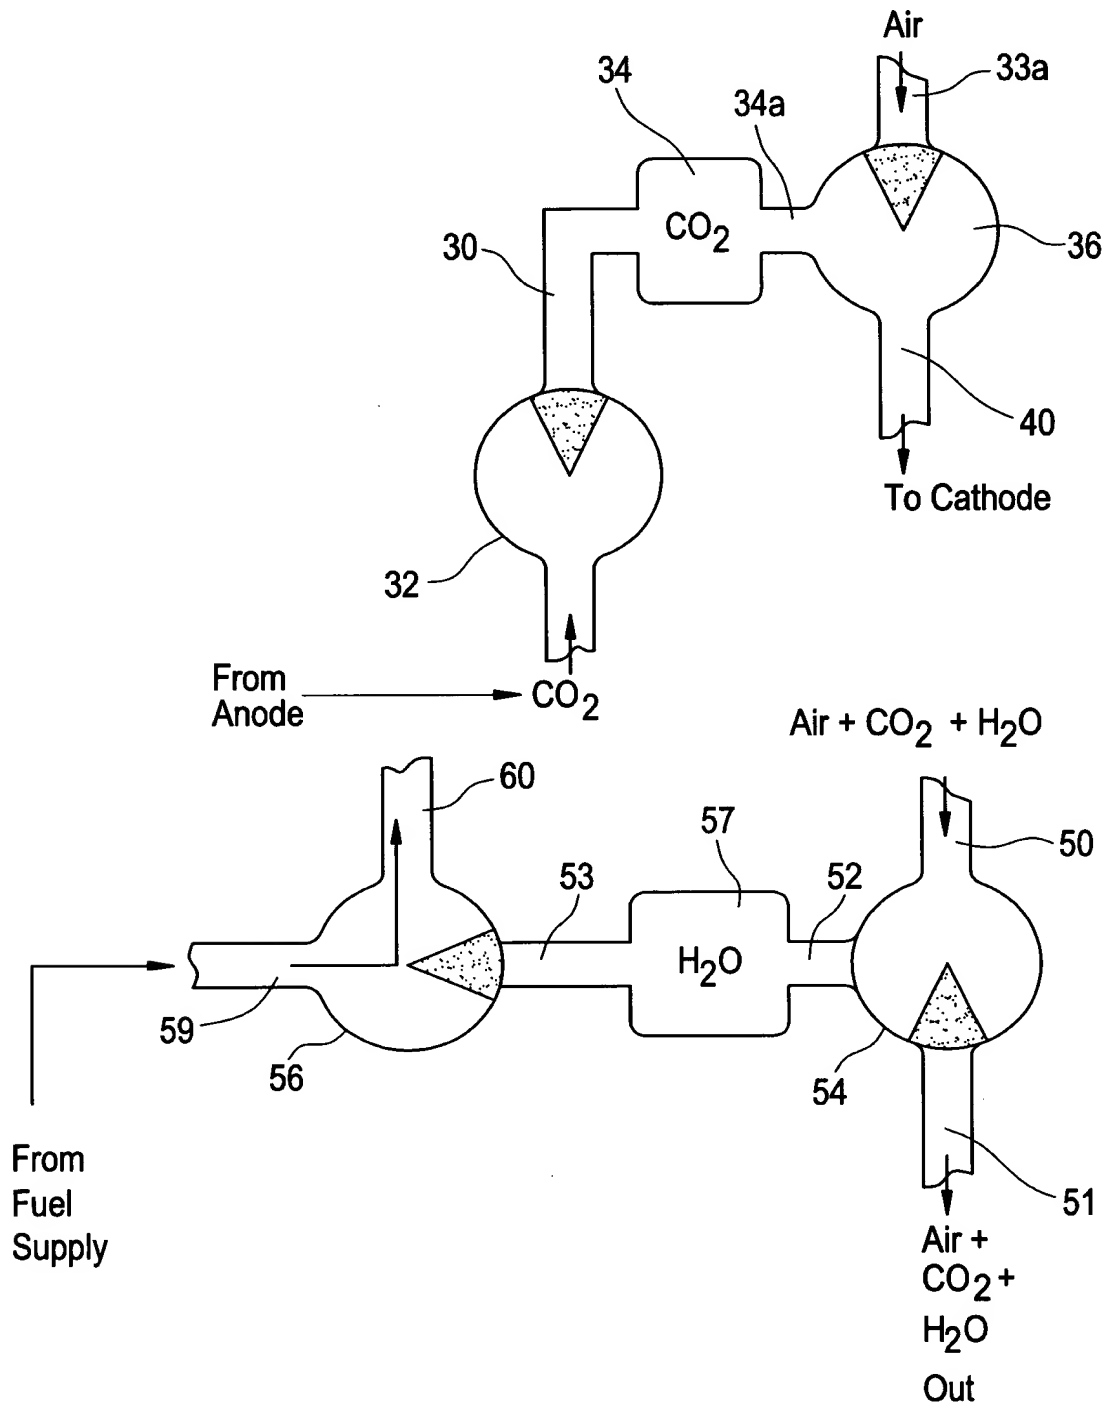 Air
33a
34
34a
CO2
30
36
40
To Cathode
32
From
Anode
CO2
Air + CO2 + H2O
60
57
50
53
52
H2O
59
56
54
From
Fuel
Supply
51
Air +
CO2 +
H2O
Out